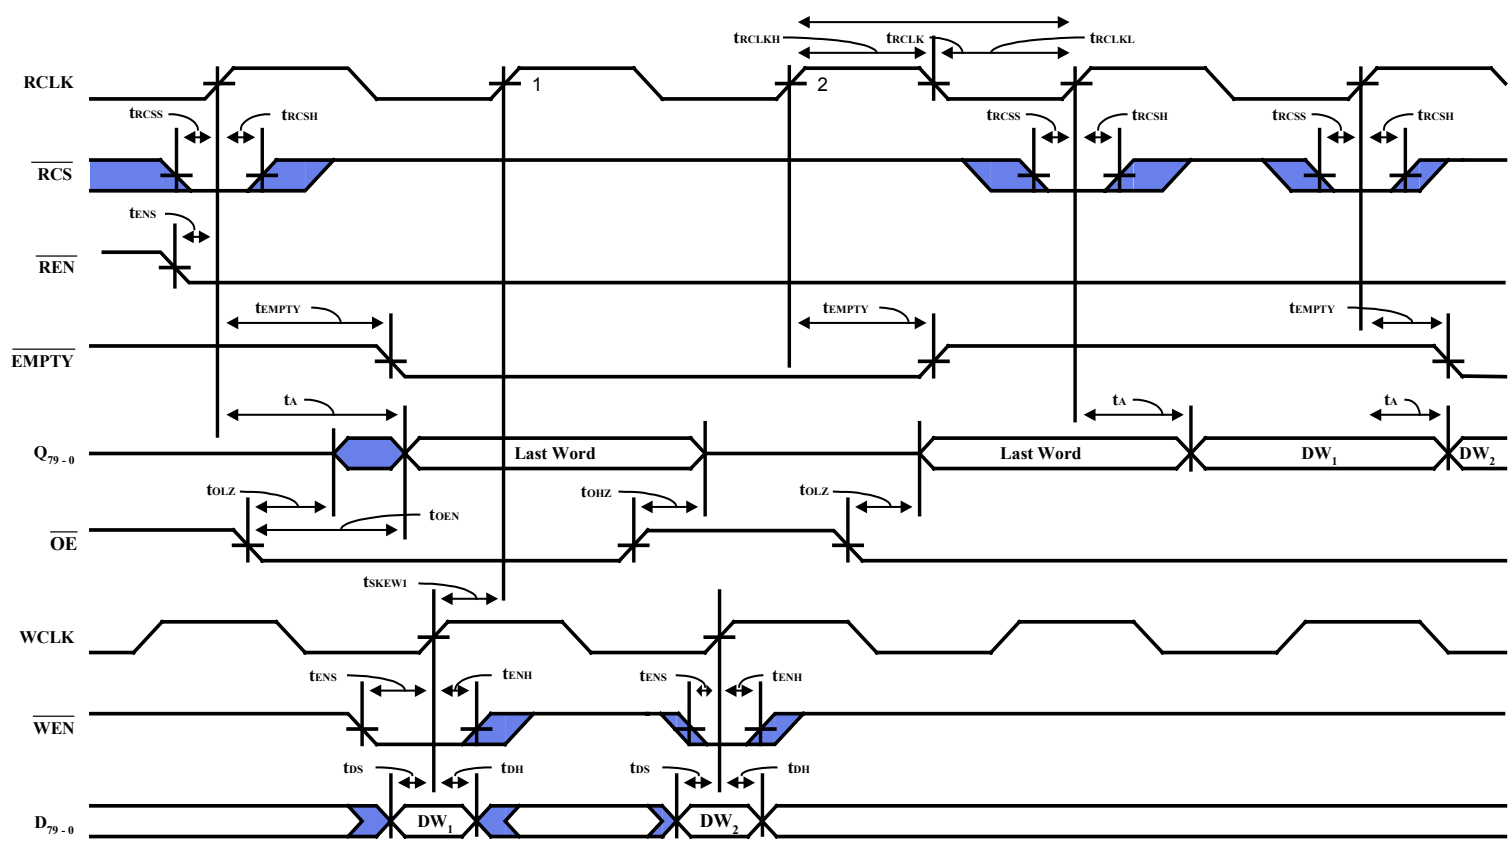 tRCLKH tRCLK tRCLKL
RCLK 1 2
tRCSS tRCSH tRCSS tRCSH tRCSS tRCSH
RCS
tENS
REN
tEMPTY tEMPTY tEMPTY
EMPTY
tA tA tA
Q79 - 0 Last Word Last Word DW1 DW2
tOLZ tOEN tOHZ tOLZ
OE
tSKEW1
WCLK
tENS tENH tENS tENH
WEN
tDS tDH tDS tDH
D79 - 0 DW1 DW2